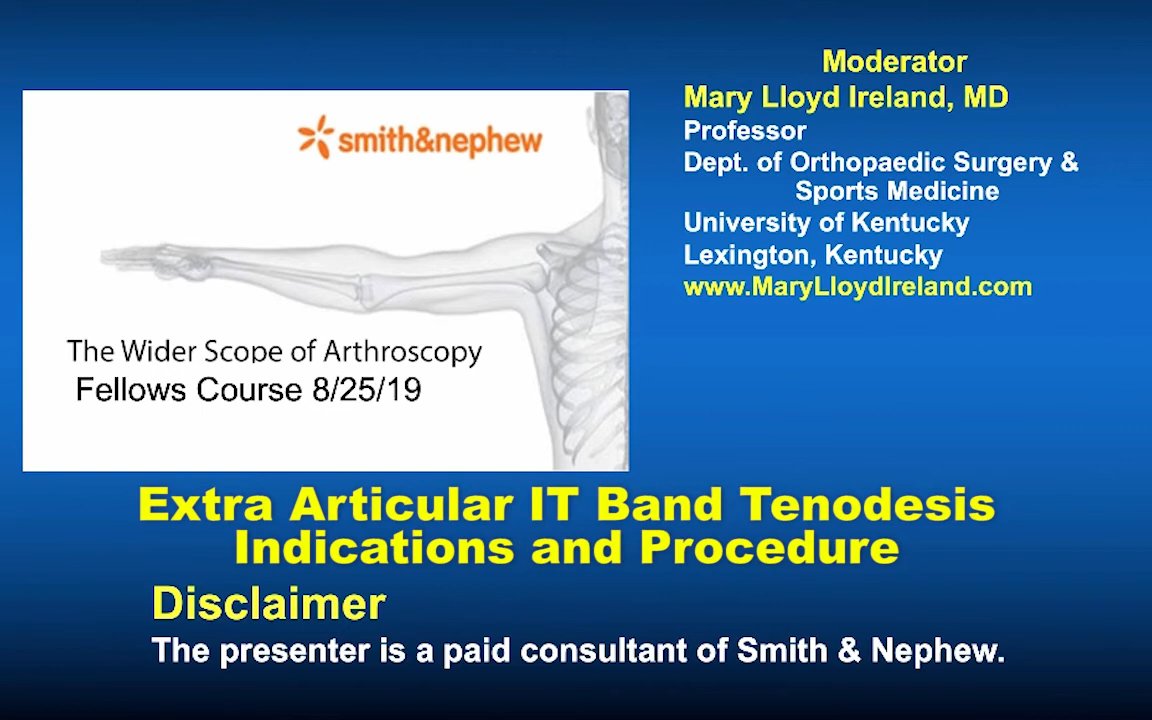 Moderator
Mary Lloyd Ireland, MD
Professor
Dept. of Orthopaedic Surgery &
Sports Medicine
University of Kentucky
Lexington, Kentucky
www.MaryLloydIreland.com
smith&nephew
The Wider Scope of Arthroscopy
Fellows Course 8/25/19
Extra Articular IT Band Tenodesis
Indications and Procedure
Disclaimer
The presenter is a paid consultant of Smith & Nephew.